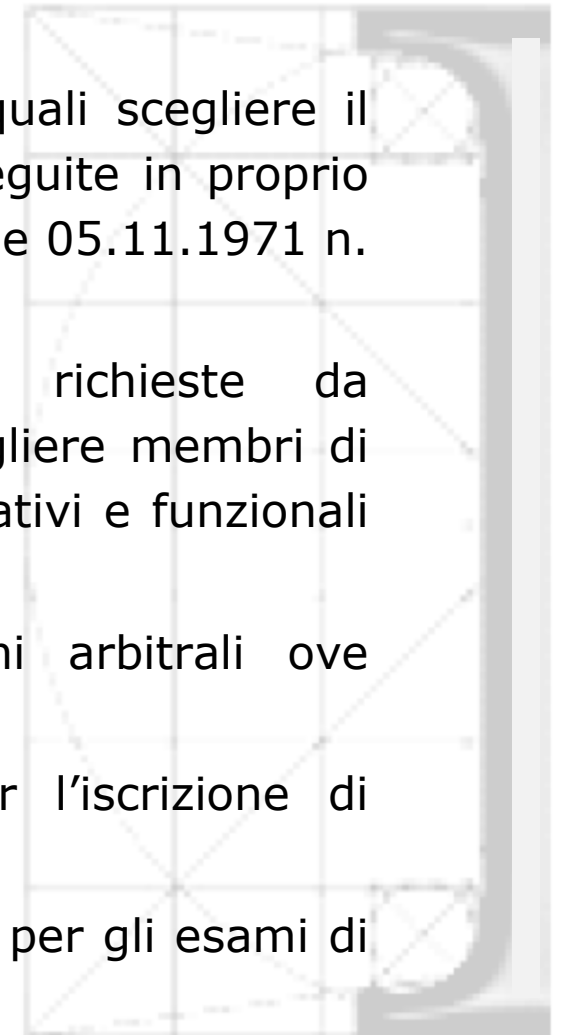 quali scegliere il
eguite in proprio
e 05.11.1971 n.
richieste da
gliere membri di
ativi e funzionali
ni arbitrali ove
r l’iscrizione di
per gli esami di